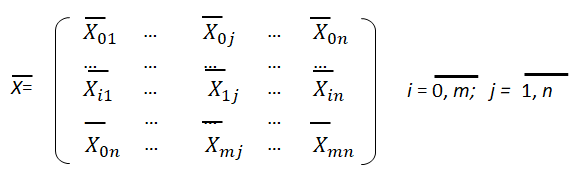 X̅₀₁ ... X̅₀ⱼ ... X̅₀ₙ
... ... ... ... ...
X̅= X̅ᵢ₁ ... X̅₁ⱼ ... X̅ᵢₙ i = 0, m; j = 1, n
... ... ... ... ...
X̅₀ₙ ... X̅ₘⱼ ... X̅ₘₙ